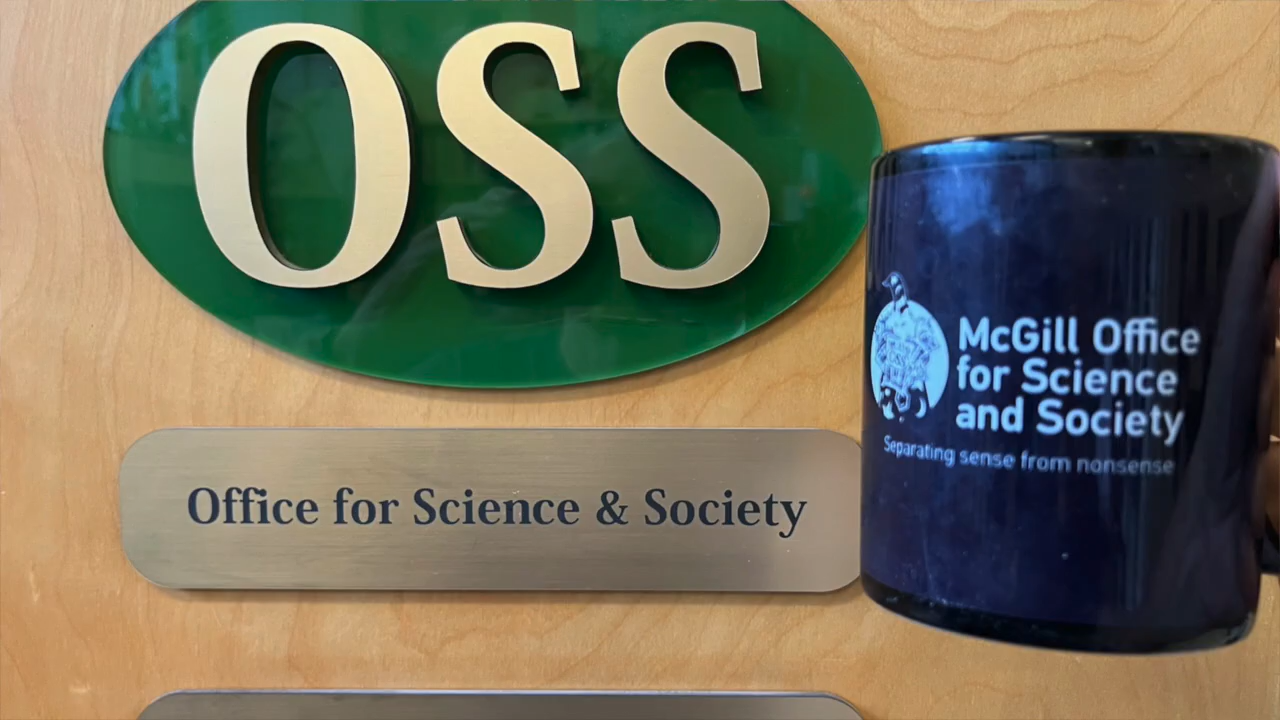 OSS
Office for Science & Society
McGill Office
for Science
and Society
Separating sense from nonsense